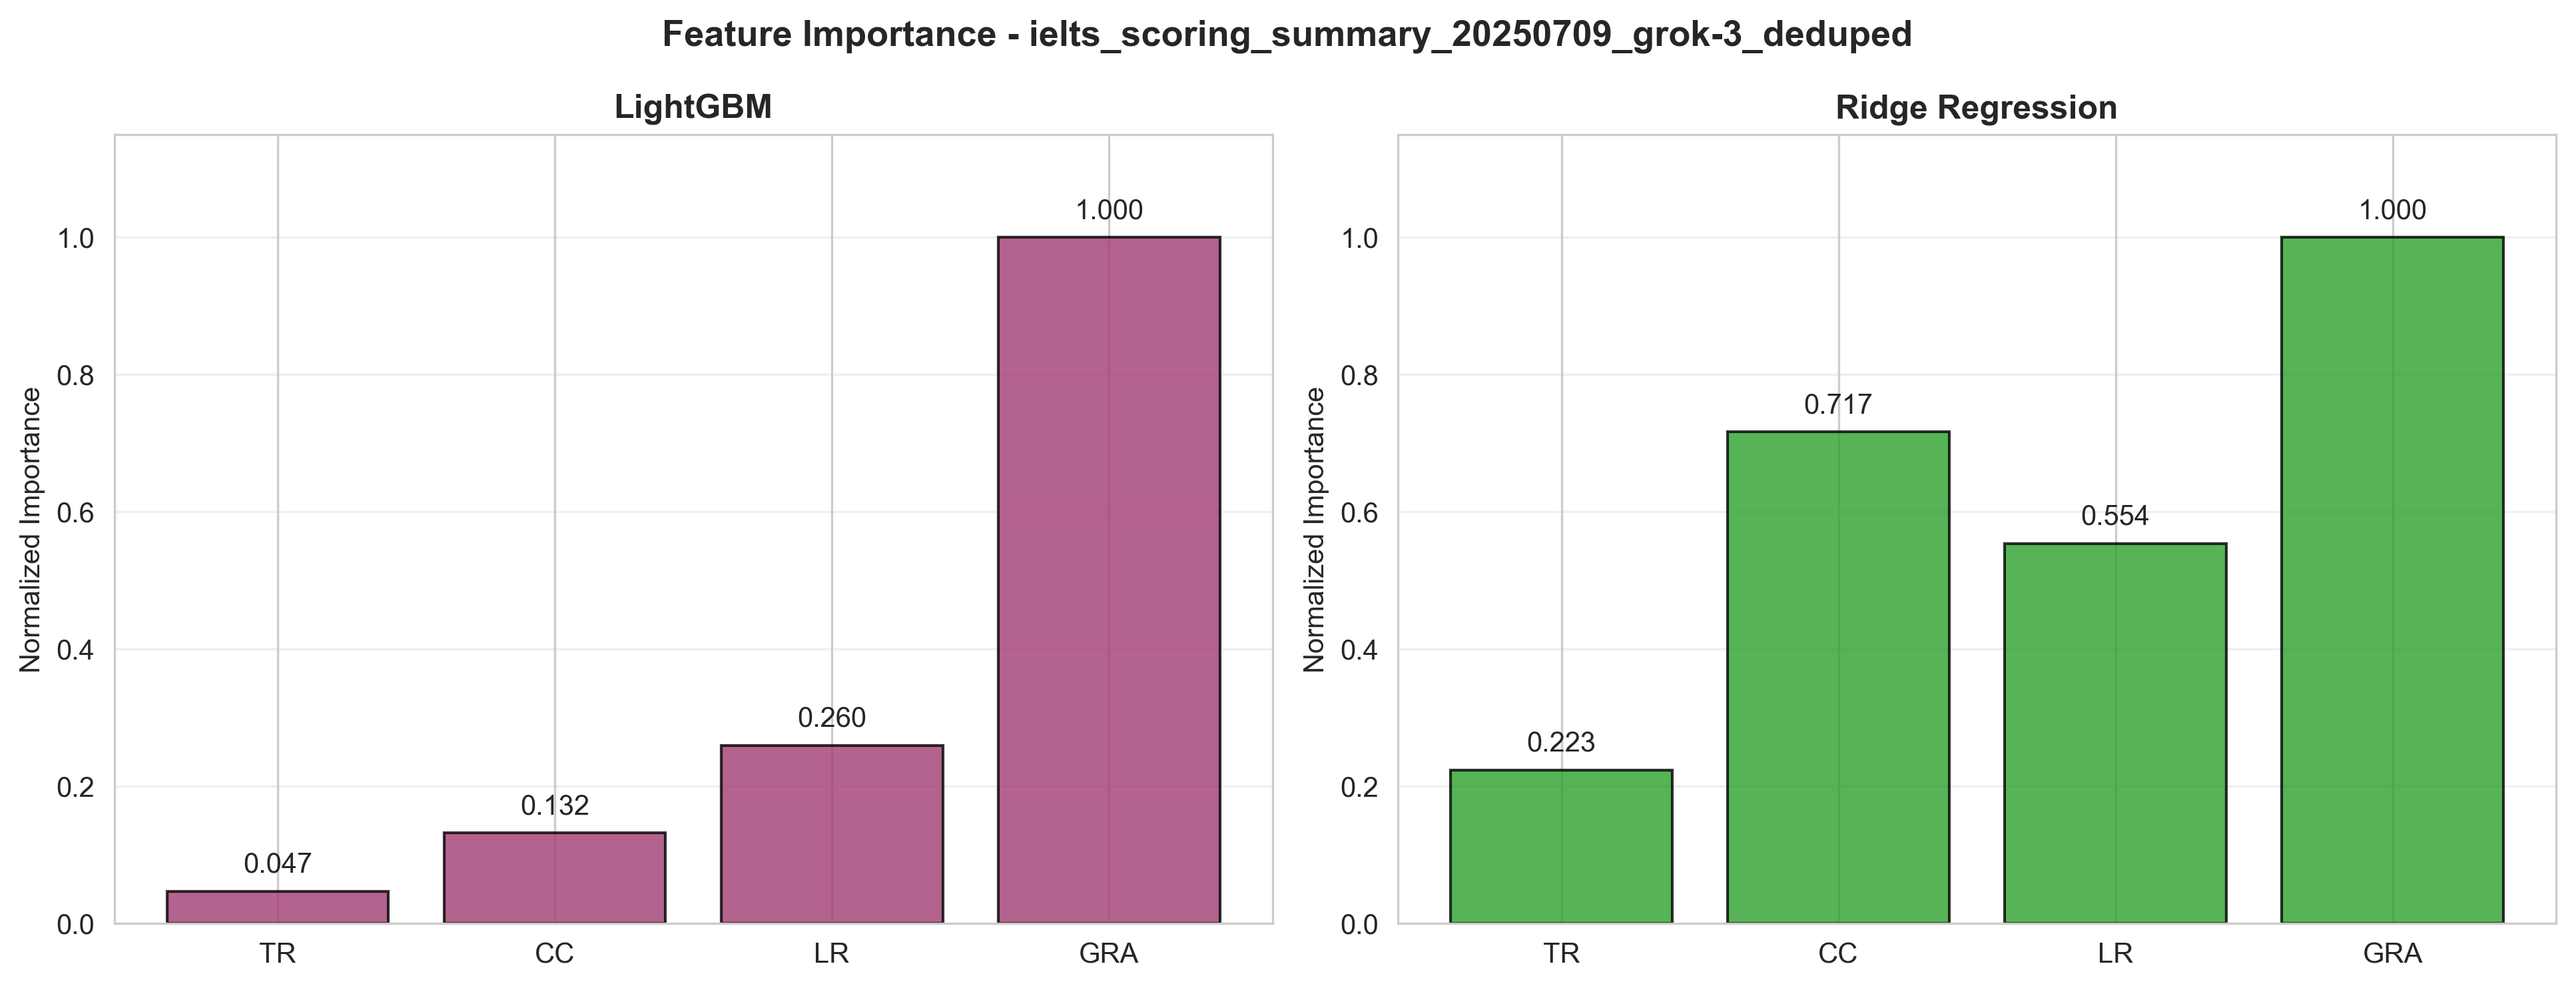 Feature Importance - ielts_scoring_summary_20250709_grok-3_deduped
LightGBM
Normalized Importance
1.0
0.8
0.6
0.4
0.2
0.0
0.047
0.132
0.260
1.000
TR CC LR GRA
Ridge Regression
Normalized Importance
1.0
0.8
0.6
0.4
0.2
0.0
0.223
0.717
0.554
1.000
TR CC LR GRA